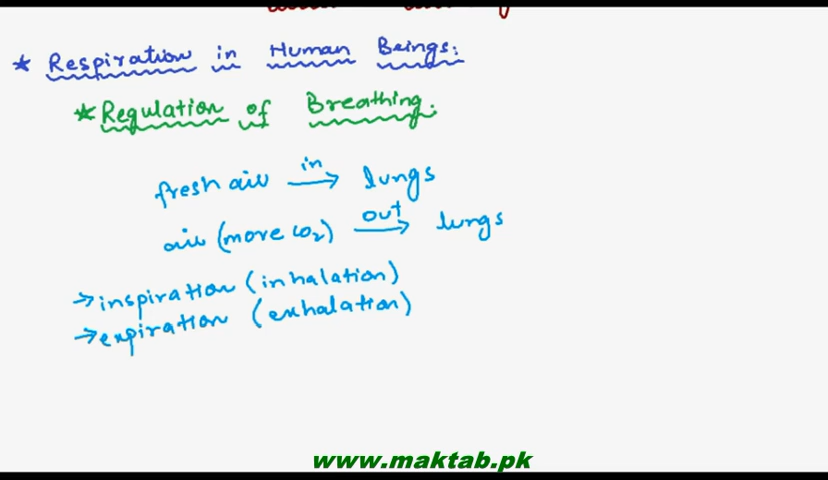 * Respiration in Human Beings:
* Regulation of Breathing.
fresh air in → lungs
air (more CO2) out → lungs
→ inspiration (inhalation)
→ expiration (exhalation)
www.maktab.pk